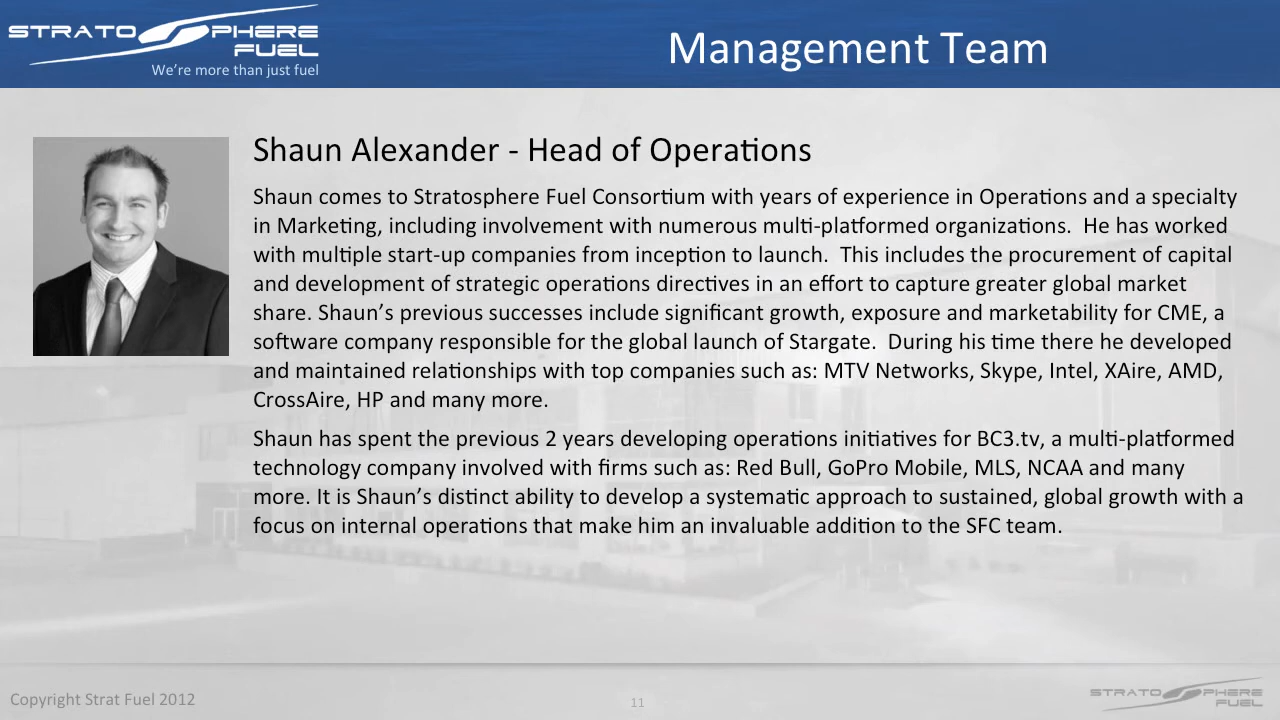 STRATOSPHERE
FUEL
We're more than just fuel
Management Team
Shaun Alexander - Head of Operations
Shaun comes to Stratosphere Fuel Consortium with years of experience in Operations and a specialty
in Marketing, including involvement with numerous multi-platformed organizations.  He has worked
with multiple start-up companies from inception to launch.  This includes the procurement of capital
and development of strategic operations directives in an effort to capture greater global market
share. Shaun's previous successes include significant growth, exposure and marketability for CME, a
software company responsible for the global launch of Stargate.  During his time there he developed
and maintained relationships with top companies such as: MTV Networks, Skype, Intel, XAire, AMD,
CrossAire, HP and many more.
Shaun has spent the previous 2 years developing operations initiatives for BC3.tv, a multi-platformed
technology company involved with firms such as: Red Bull, GoPro Mobile, MLS, NCAA and many
more. It is Shaun's distinct ability to develop a systematic approach to sustained, global growth with a
focus on internal operations that make him an invaluable addition to the SFC team.
Copyright Strat Fuel 2012
11
STRATOSPHERE
FUEL